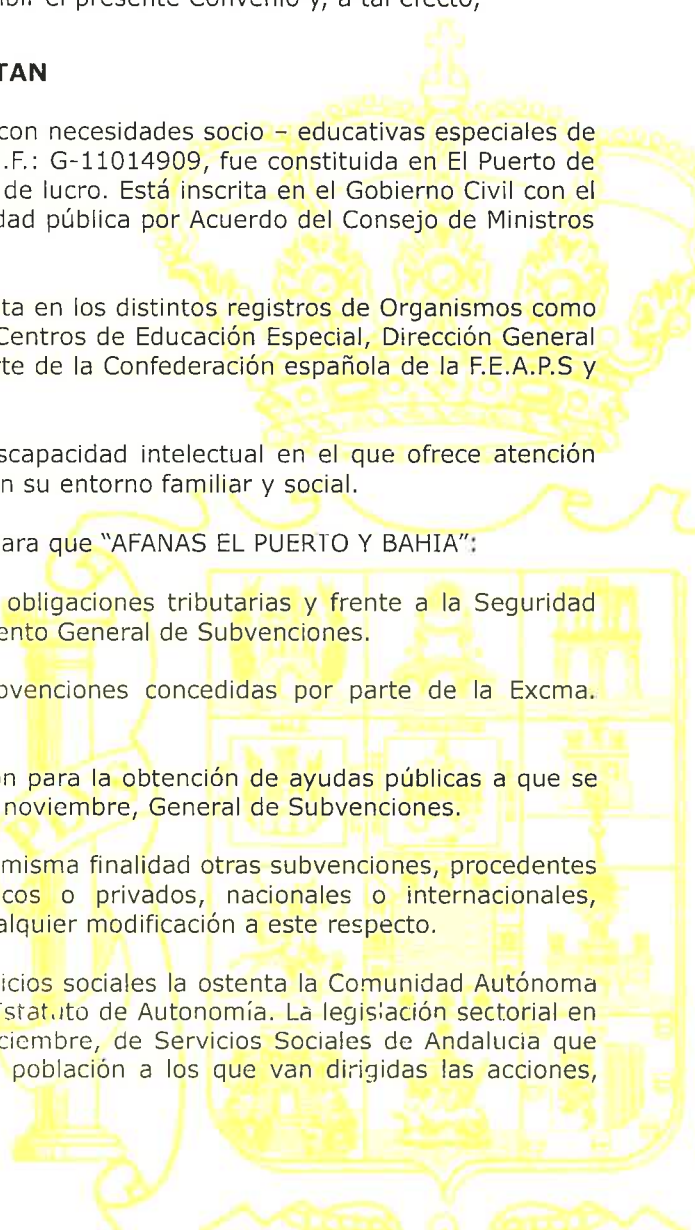 el presente Convenio y, a tal efecto,
TAN
con necesidades socio – educativas especiales de
.F.: G-11014909, fue constituida en El Puerto de
de lucro. Está inscrita en el Gobierno Civil con el
dad pública por Acuerdo del Consejo de Ministros
ta en los distintos registros de Organismos como
Centros de Educación Especial, Dirección General
rte de la Confederación española de la F.E.A.P.S y
scapacidad intelectual en el que ofrece atención
n su entorno familiar y social.
ara que “AFANAS EL PUERTO Y BAHIA”:
obligaciones tributarias y frente a la Seguridad
ento General de Subvenciones.
bvenciones concedidas por parte de la Excma.
ón para la obtención de ayudas públicas a que se
noviembre, General de Subvenciones.
misma finalidad otras subvenciones, procedentes
cos o privados, nacionales o internacionales,
alquier modificación a este respecto.
icios sociales la ostenta la Comunidad Autónoma
Estatuto de Autonomía. La legislación sectorial en
ciembre, de Servicios Sociales de Andalucia que
población a los que van dirigidas las acciones,